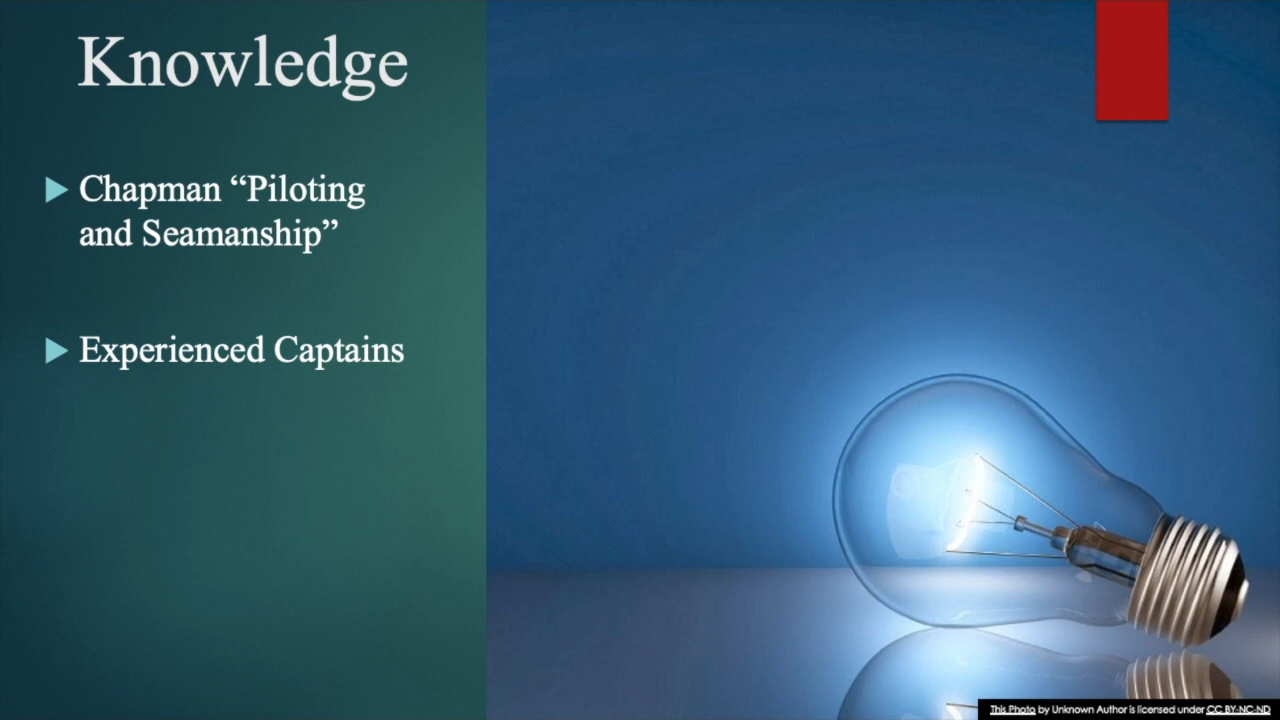 Knowledge
Chapman “Piloting
and Seamanship”
Experienced Captains
This Photo by Unknown Author is licensed under CC BY-NC-ND